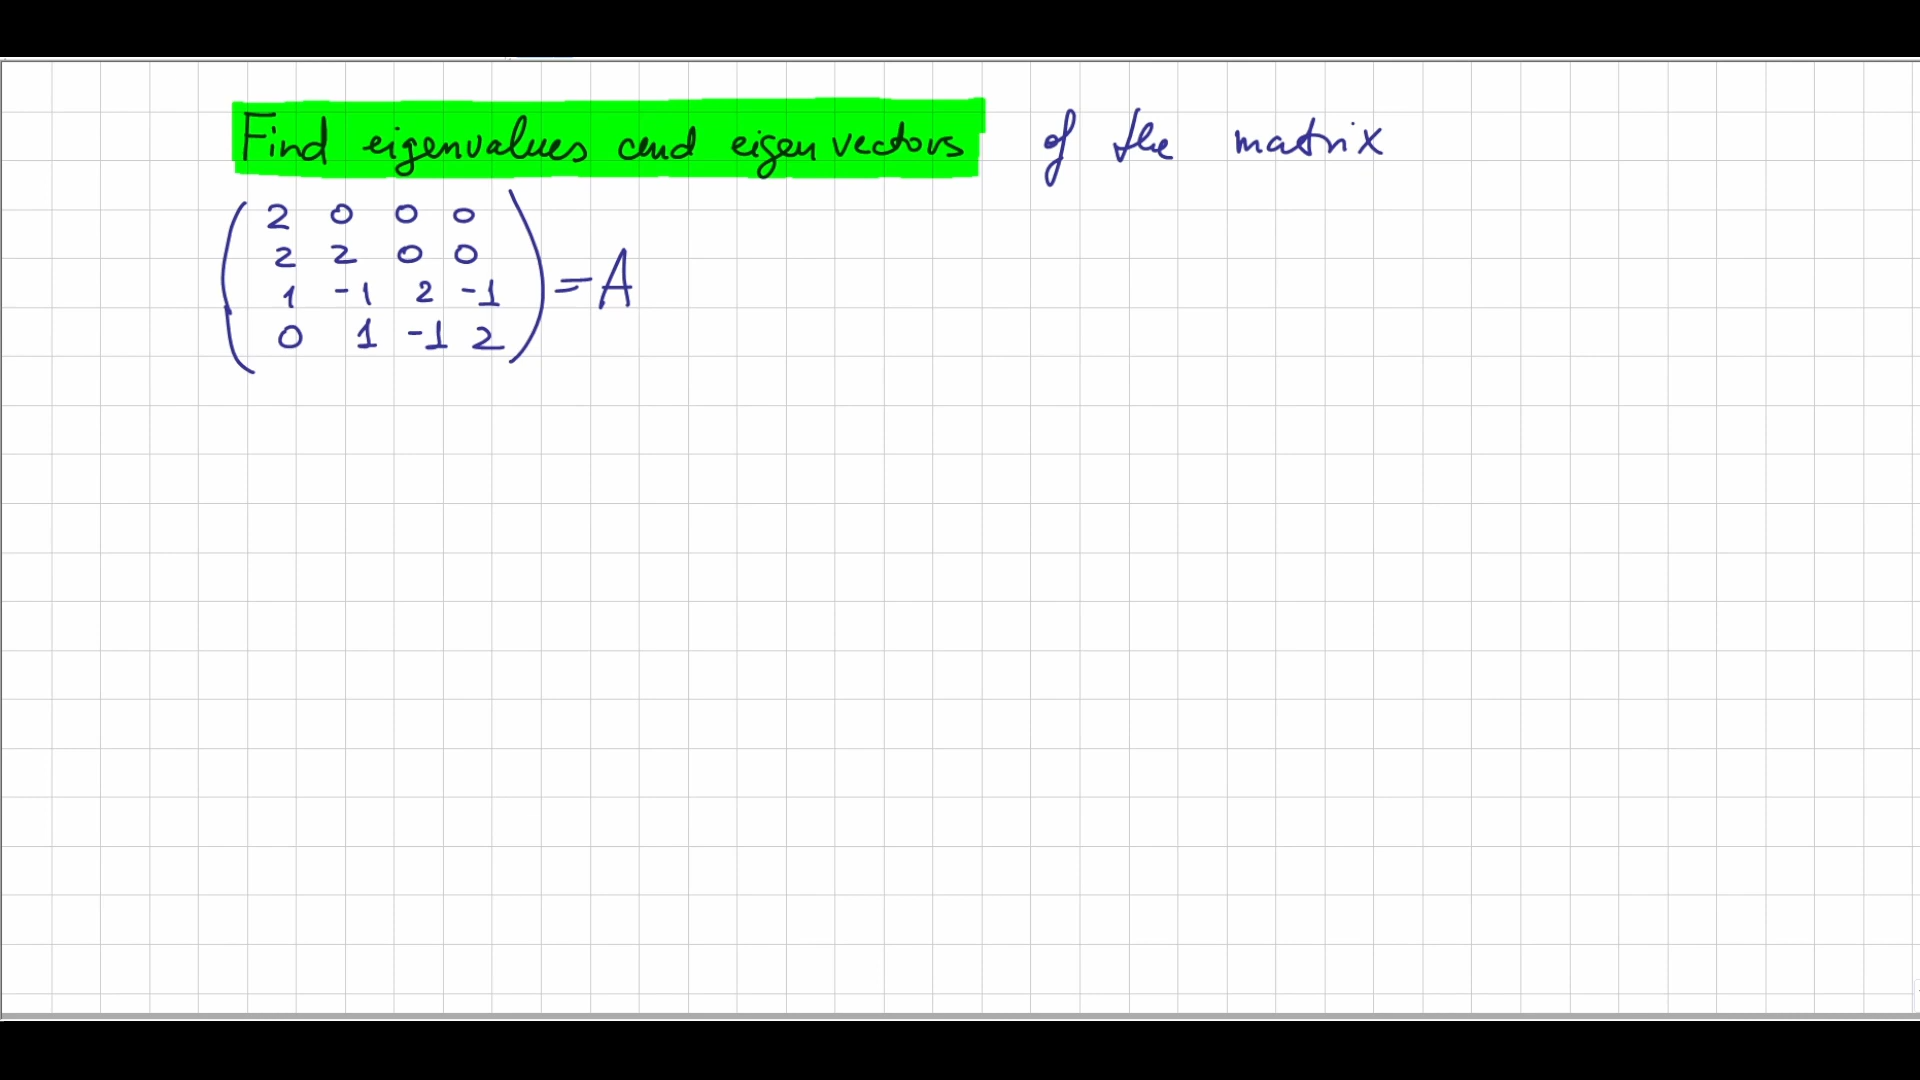 Find eigenvalues and eigenvectors of the matrix
2 0 0 0
2 2 0 0
1 -1 2 -1 = A
0 1 -1 2